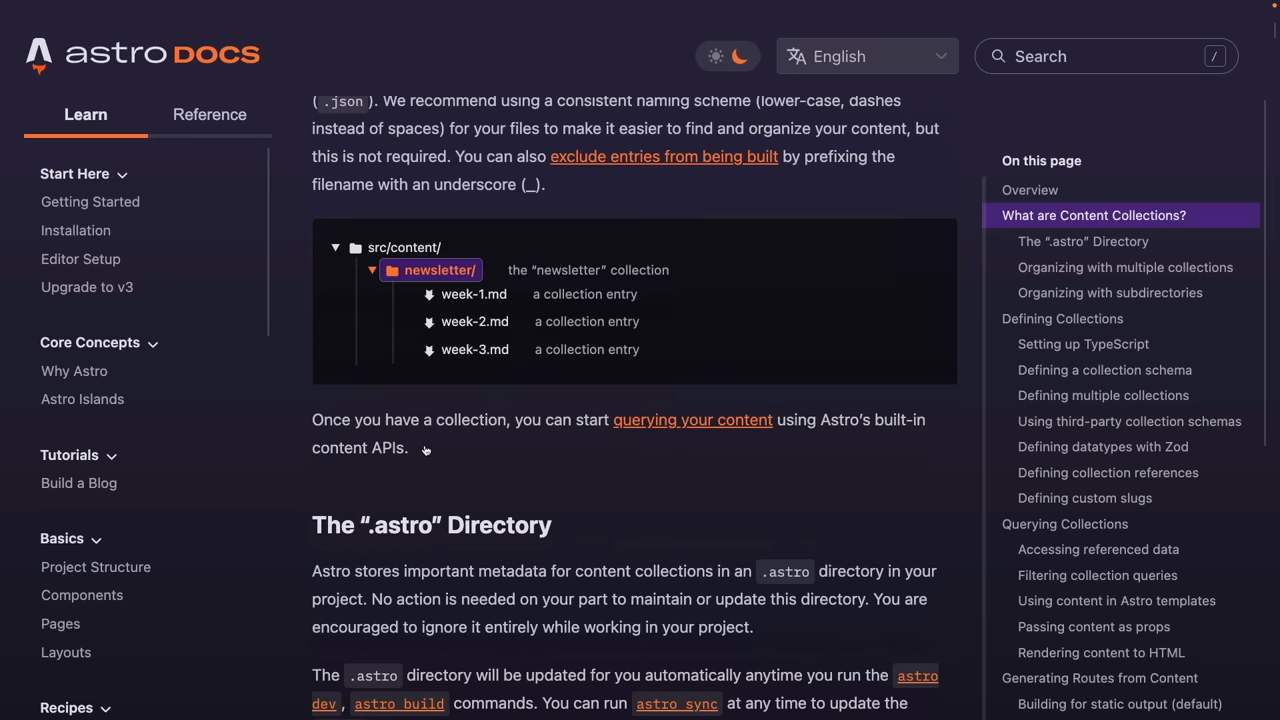 astro DOCS
English
Search
/
Learn
Reference
Start Here
Getting Started
Installation
Editor Setup
Upgrade to v3
Core Concepts
Why Astro
Astro Islands
Tutorials
Build a Blog
Basics
Project Structure
Components
Pages
Layouts
Recipes
(.json). We recommend using a consistent naming scheme (lower-case, dashes
instead of spaces) for your files to make it easier to find and organize your content, but
this is not required. You can also exclude entries from being built by prefixing the
filename with an underscore (_).
src/content/
newsletter/ the “newsletter” collection
week-1.md a collection entry
week-2.md a collection entry
week-3.md a collection entry
Once you have a collection, you can start querying your content using Astro’s built-in
content APIs.
The “.astro” Directory
Astro stores important metadata for content collections in an .astro directory in your
project. No action is needed on your part to maintain or update this directory. You are
encouraged to ignore it entirely while working in your project.
The .astro directory will be updated for you automatically anytime you run the astro
dev, astro build commands. You can run astro sync at any time to update the
On this page
Overview
What are Content Collections?
The “.astro” Directory
Organizing with multiple collections
Organizing with subdirectories
Defining Collections
Setting up TypeScript
Defining a collection schema
Defining multiple collections
Using third-party collection schemas
Defining datatypes with Zod
Defining collection references
Defining custom slugs
Querying Collections
Accessing referenced data
Filtering collection queries
Using content in Astro templates
Passing content as props
Rendering content to HTML
Generating Routes from Content
Building for static output (default)